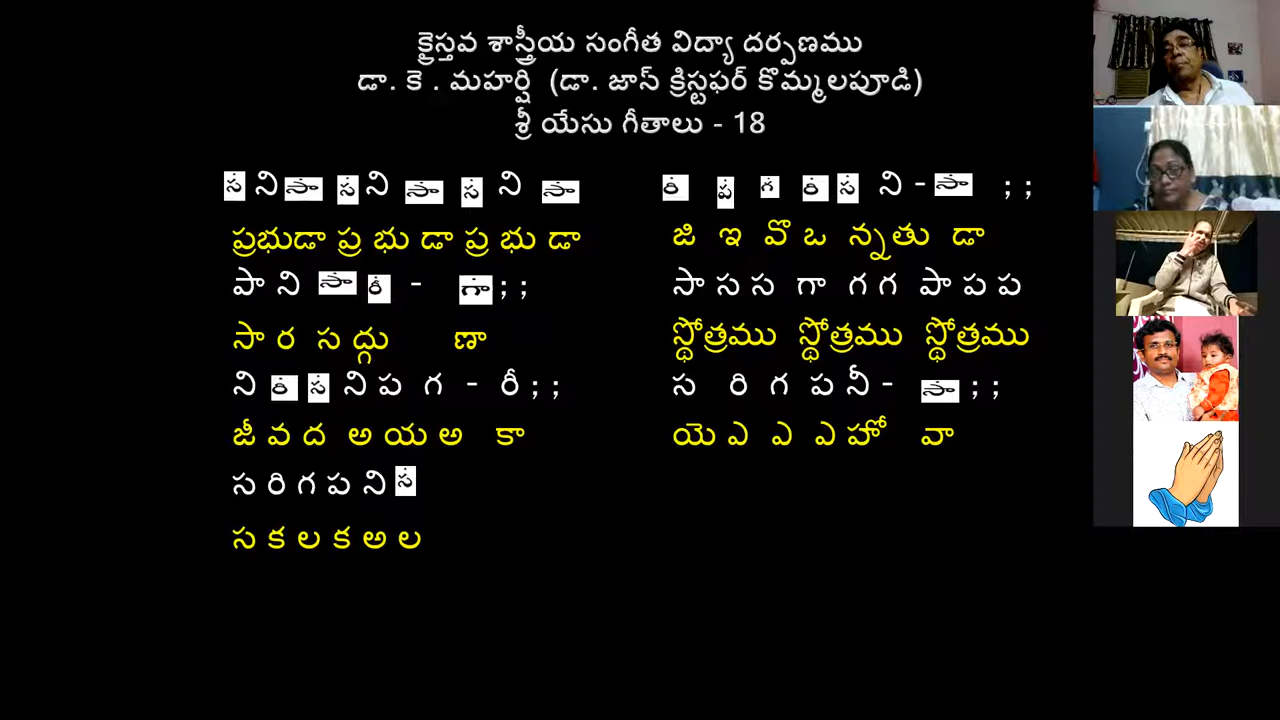 క్రైస్తవ శాస్త్రీయ సంగీత విద్యా దర్పణము
డా. కె . మహర్షి (డా. జాస్ క్రిస్టఫర్ కొమ్మలపూడి)
శ్రీ యేసు గీతాలు - 18
స̇ ని సా̇ స̇ ని సా̇ స̇ ని సా̇
ప్రభుడా ప్ర భు డా ప్ర భు డా
పా ని సా̇ రి̇ - గా̇ ; ;
సా ర స ద్గు ణా
ని రి̇ స̇ ని ప గ - రీ ; ;
జీ వ ద అ య అ కా
స రి గ ప ని స̇
స క ల క అ ల
రి̇ ప̇ గ̇ రి̇ స̇ ని - సా̇ ; ;
జి ఇ వొ ఒ న్నతు డా
సా స స గా గ గ పా ప ప
స్థోత్రము స్థోత్రము స్థోత్రము
స రి గ ప నీ - సా̇ ; ;
యె ఎ ఎ ఎ హో వా